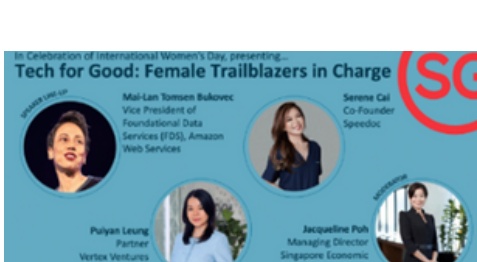 In Celebration of International Women's Day, presenting...
Tech for Good: Female Trailblazers in Charge
SG
SPEAKER LINE-UP
Mai-Lan Tomsen Bukovec
Vice President of
Foundational Data
Services (FDS), Amazon
Web Services
Serene Cai
Co-Founder
Speedoc
Puiyan Leung
Partner
Vertex Ventures
MODERATOR
Jacqueline Poh
Managing Director
Singapore Economic